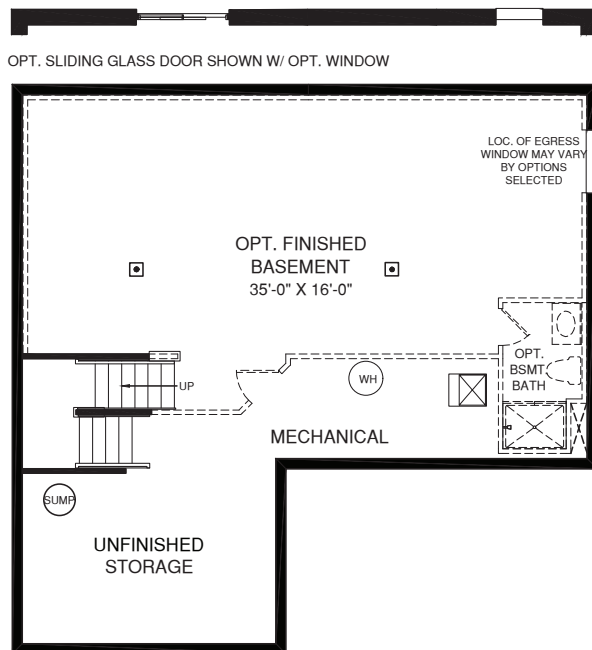 OPT. SLIDING GLASS DOOR SHOWN W/ OPT. WINDOW
LOC. OF EGRESS
WINDOW MAY VARY
BY OPTIONS
SELECTED
OPT. FINISHED
BASEMENT
35'-0" X 16'-0"
OPT.
BSMT.
BATH
UP
WH
MECHANICAL
SUMP
UNFINISHED
STORAGE